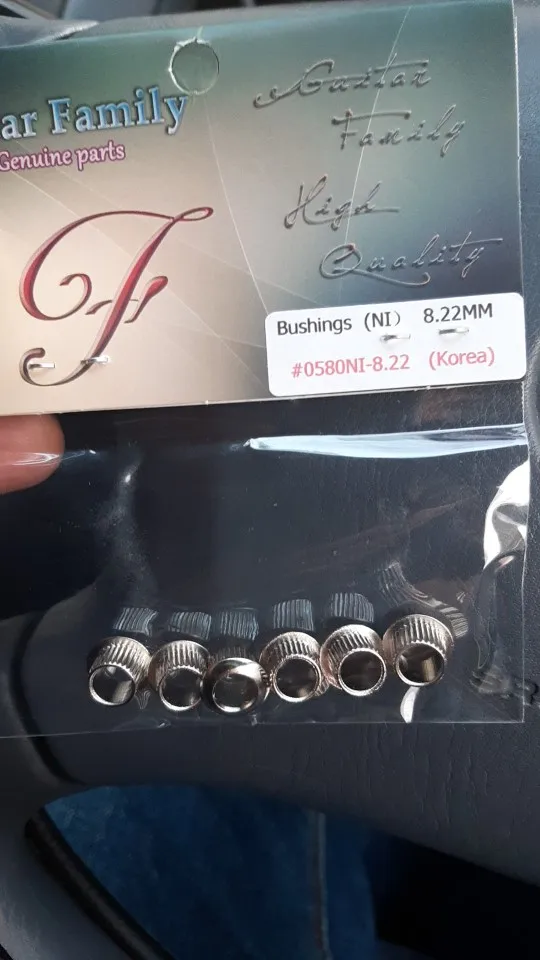 ar Family
Genuine parts
Guitar
Family
High
Quality
F
Bushings (NI) 8.22MM
#0580NI-8.22 (Korea)